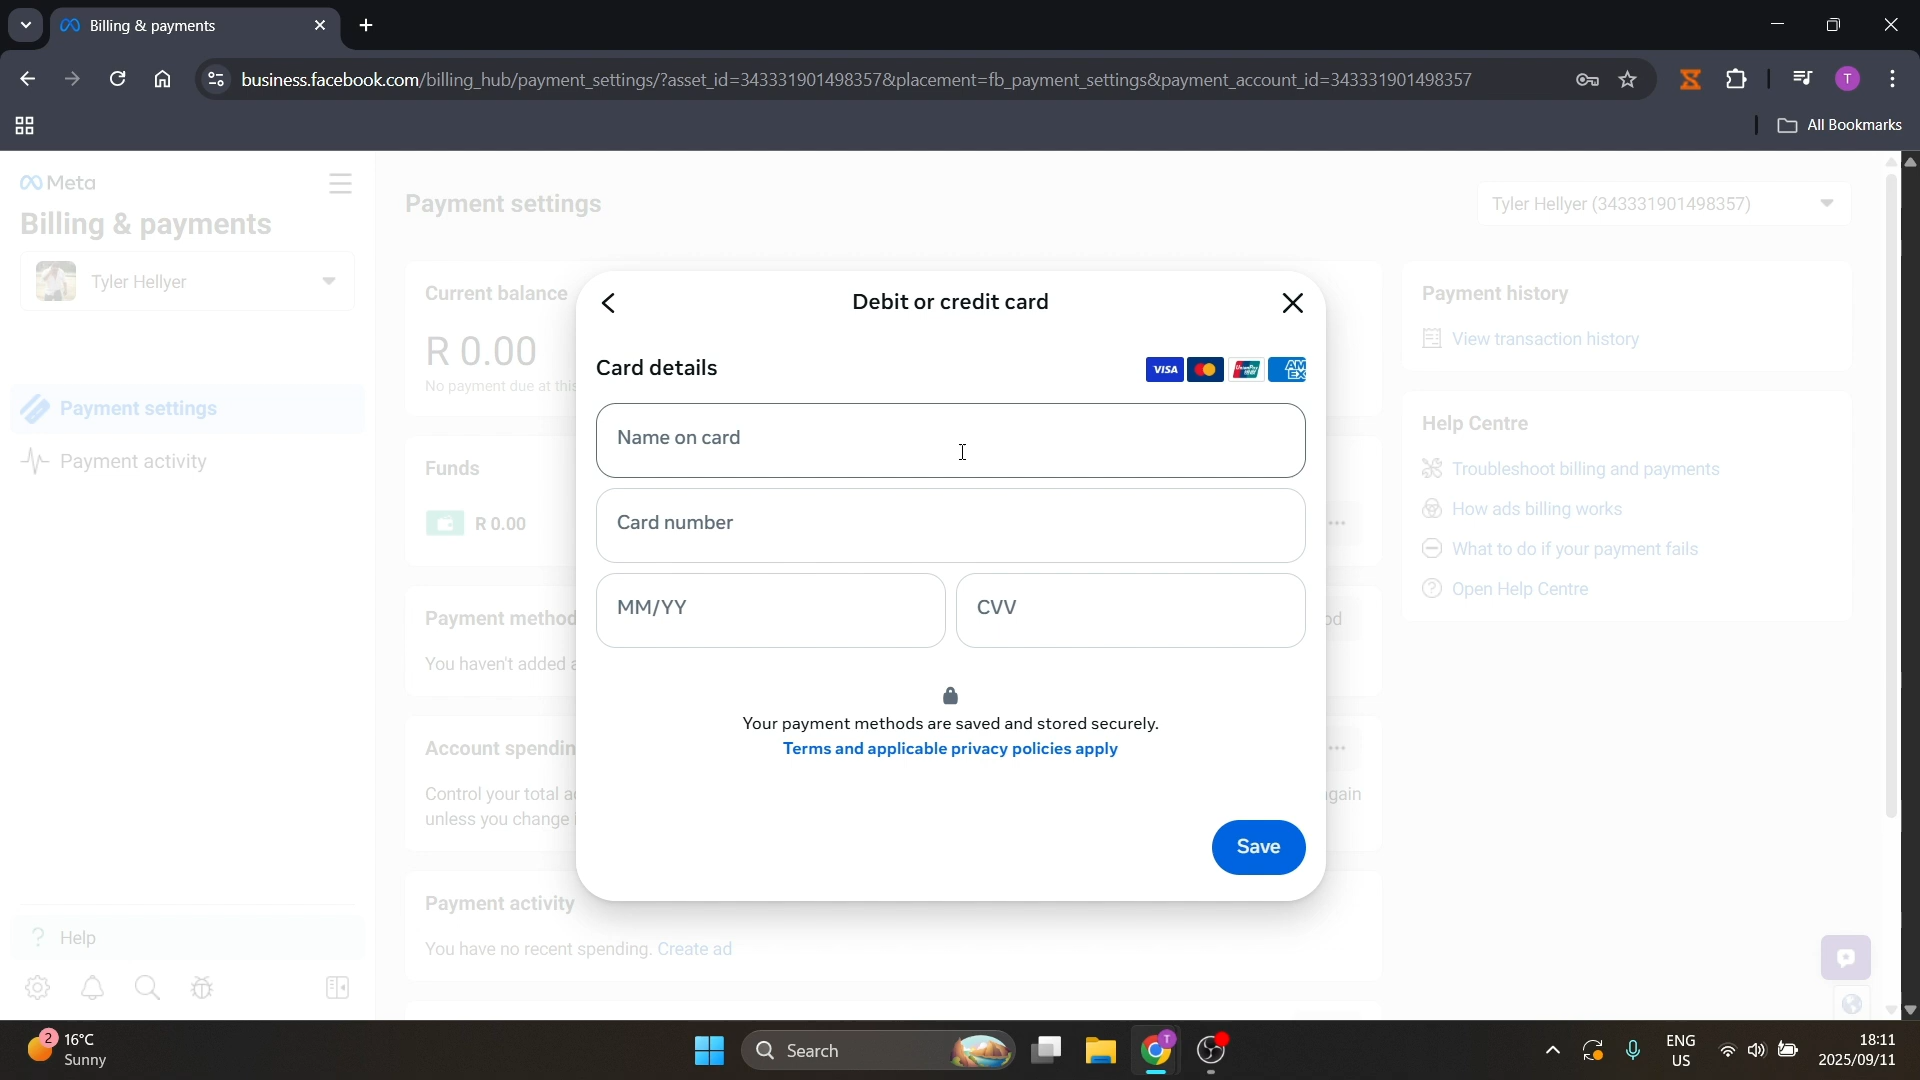 Billing & payments
business.facebook.com/billing_hub/payment_settings/?asset_id=343331901498357&placement=fb_payment_settings&payment_account_id=343331901498357
T
All Bookmarks
Meta
Billing & payments
Tyler Hellyer
Payment settings
Payment activity
Help
Payment settings
Tyler Hellyer (343331901498357)
Current balance
R 0.00
No payment due at this
Funds
R 0.00
Payment method
od
You haven't added a
Account spendin
Control your total a
gain
unless you change
Payment activity
You have no recent spending. Create ad
Payment history
View transaction history
Help Centre
Troubleshoot billing and payments
How ads billing works
What to do if your payment fails
Open Help Centre
Debit or credit card
Card details
VISA
UnionPay
AM
EX
Name on card
Card number
MM/YY
CVV
Your payment methods are saved and stored securely.
Terms and applicable privacy policies apply
Save
2
16°C
Sunny
Search
T
ENG
US
18:11
2025/09/11